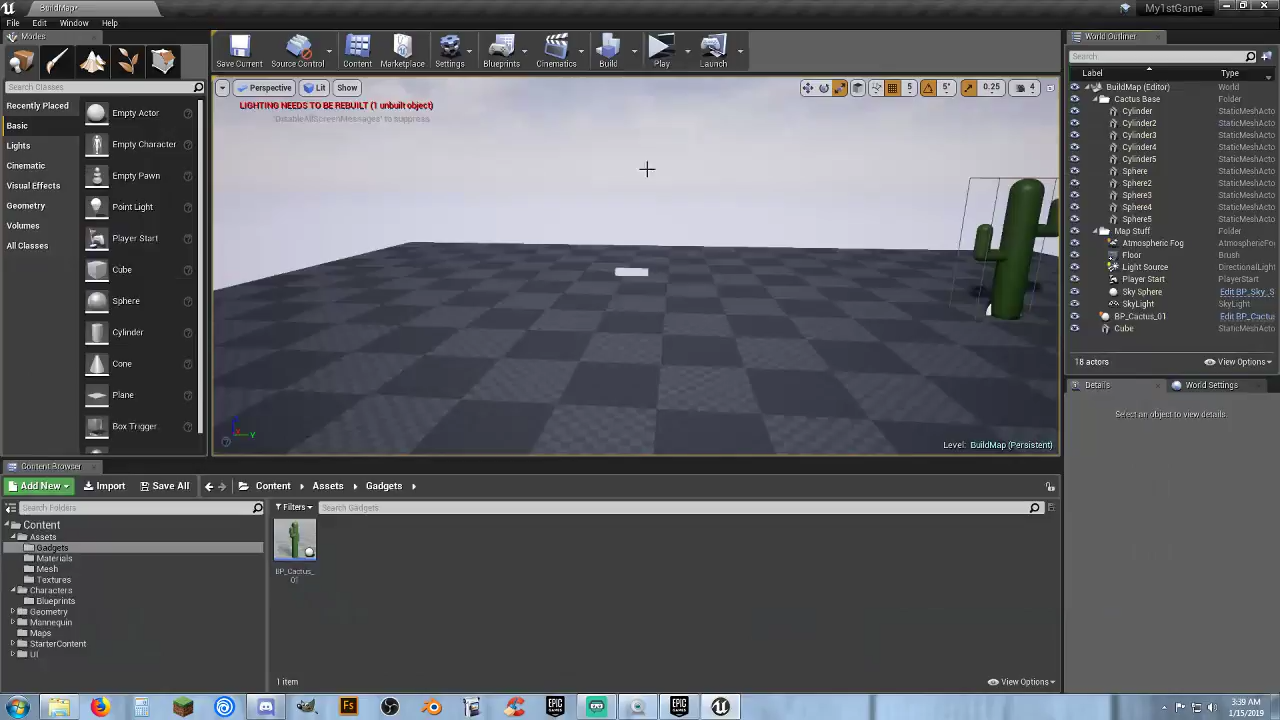 BuildMap*
My1stGame
File Edit Window Help
Modes
Search Classes
Recently Placed
Basic
Lights
Cinematic
Visual Effects
Geometry
Volumes
All Classes
Empty Actor
Empty Character
Empty Pawn
Point Light
Player Start
Cube
Sphere
Cylinder
Cone
Plane
Box Trigger
Save Current Source Control Content Marketplace Settings Blueprints Cinematics Build Play Launch
Perspective Lit Show
5 5° 0.25 4
LIGHTING NEEDS TO BE REBUILT (1 unbuilt object)
'DisableAllScreenMessages' to suppress.
Level: BuildMap (Persistent)
World Outliner
Search
Label Type
BuildMap (Editor) World
Cactus Base Folder
Cylinder StaticMeshActo
Cylinder2 StaticMeshActo
Cylinder3 StaticMeshActo
Cylinder4 StaticMeshActo
Cylinder5 StaticMeshActo
Sphere StaticMeshActo
Sphere2 StaticMeshActo
Sphere3 StaticMeshActo
Sphere4 StaticMeshActo
Sphere5 StaticMeshActo
Map Stuff Folder
Atmospheric Fog AtmosphericFo
Floor Brush
Light Source DirectionalLigh
Player Start PlayerStart
Sky Sphere Edit BP_Sky_S
SkyLight SkyLight
BP_Cactus_01 Edit BP_Cactu
Cube StaticMeshActo
18 actors View Options
Details World Settings
Select an object to view details.
Content Browser
Add New Import Save All Content Assets Gadgets
Search Folders
Filters Search Gadgets
Content
Assets
Gadgets
Materials
Mesh
Textures
Characters
Blueprints
Geometry
Mannequin
Maps
StarterContent
UI
BP_Cactus_
01
1 item View Options
3:39 AM
1/15/2019